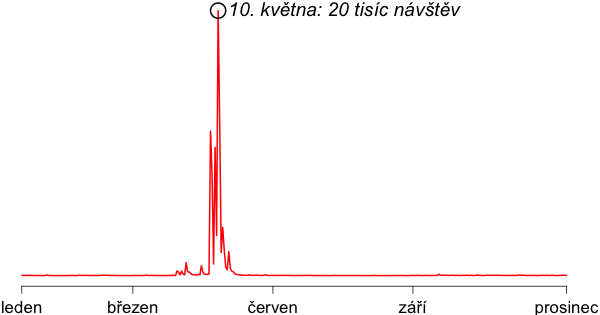 10. května: 20 tisíc návštěv
leden
březen
červen
září
prosinec